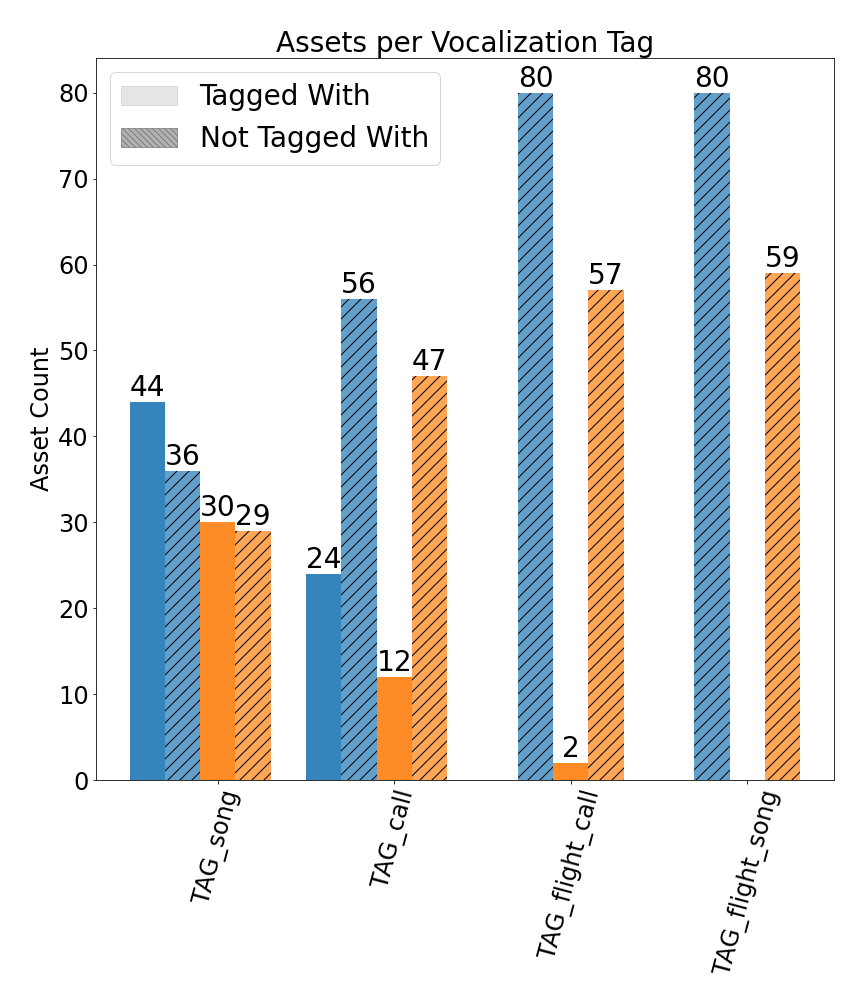 Assets per Vocalization Tag
Tagged With
Not Tagged With
Asset Count
80
70
60
50
40
30
20
10
0
44
36
30
29
24
56
12
47
80
2
57
80
59
TAG_song
TAG_call
TAG_flight_call
TAG_flight_song